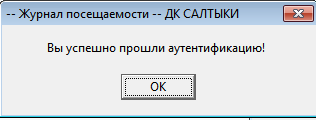 -- Журнал посещаемости -- ДК САЛТЫКИ
Вы успешно прошли аутентификацию!
OK